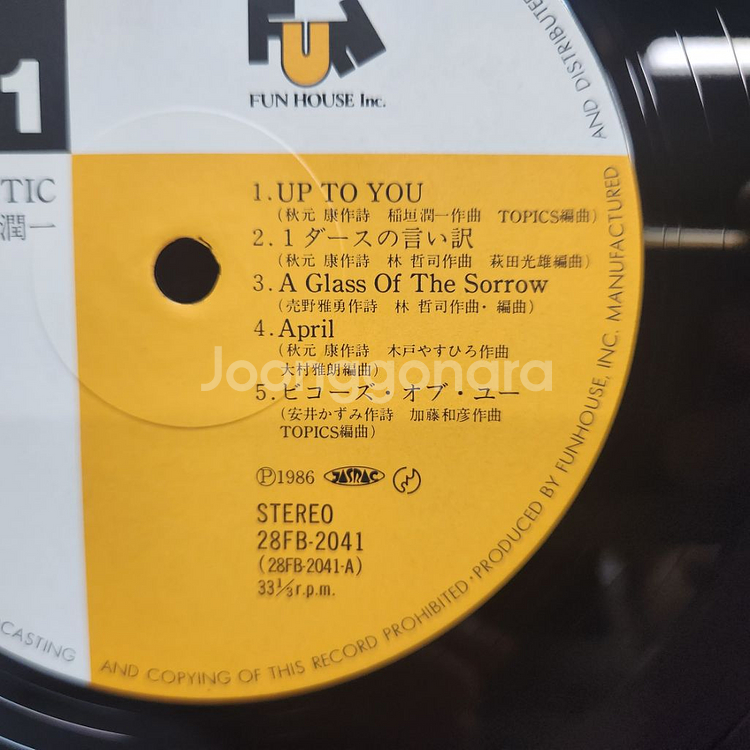 FUN
FUN HOUSE Inc.
1
TIC
潤一
1.UP TO YOU
(秋元 康作詩 稲垣潤一作曲 TOPICS編曲)
2.1ダースの言い訳
(秋元 康作詩 林 哲司作曲 萩田光雄編曲)
3.A Glass Of The Sorrow
(売野雅勇作詩 林 哲司作曲・編曲)
4.April
(秋元 康作詩 木戸やすひろ作曲
大村雅朗編曲)
5.ビコーズ・オブ・ユー
(安井かずみ作詩 加藤和彦作曲
TOPICS編曲)
Ⓟ1986 JASRAC
STEREO
28FB-2041
(28FB-2041-A)
33⅓r.p.m.
CASTING AND COPYING OF THIS RECORD PROHIBITED・PRODUCED BY FUNHOUSE, INC. MANUFACTURED AND DISTRIBUTED
Joonggonara